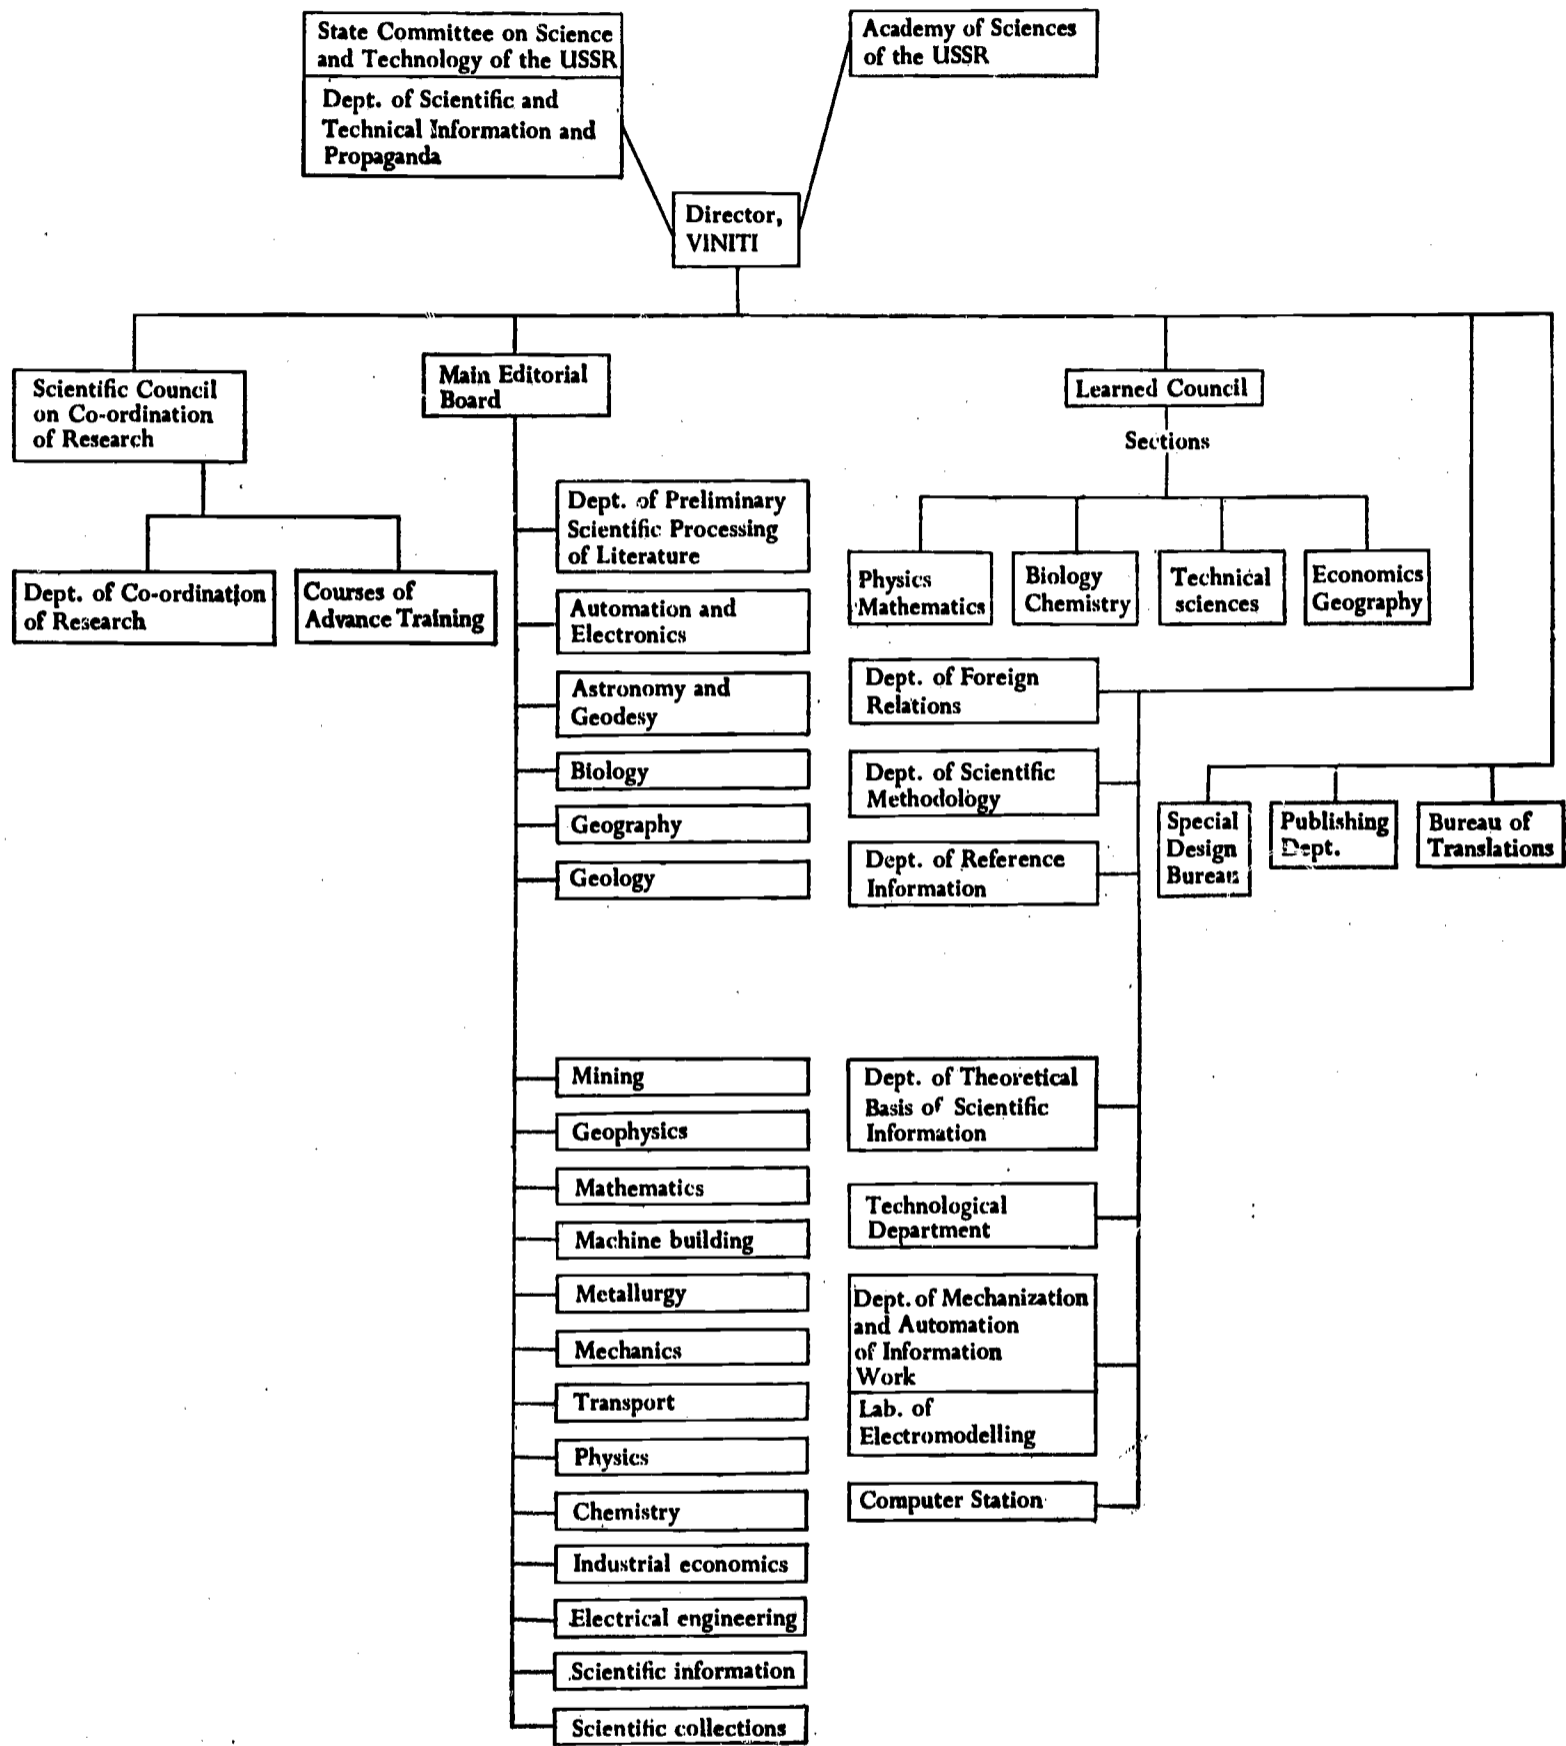 State Committee on Science
and Technology of the USSR
Dept. of Scientific and
Technical Information and
Propaganda
Academy of Sciences
of the USSR
Director,
VINITI
Scientific Council
on Co-ordination
of Research
Main Editorial
Board
Learned Council
Sections
Dept. of Co-ordination
of Research
Courses of
Advance Training
Dept. of Preliminary
Scientific Processing
of Literature
Automation and
Electronics
Astronomy and
Geodesy
Biology
Geography
Geology
Mining
Geophysics
Mathematics
Machine building
Metallurgy
Mechanics
Transport
Physics
Chemistry
Industrial economics
Electrical engineering
Scientific information
Scientific collections
Physics
Mathematics
Biology
Chemistry
Technical
sciences
Economics
Geography
Dept. of Foreign
Relations
Dept. of Scientific
Methodology
Dept. of Reference
Information
Dept. of Theoretical
Basis of Scientific
Information
Technological
Department
Dept. of Mechanization
and Automation
of Information
Work
Lab. of
Electromodelling
Computer Station
Special
Design
Bureau
Publishing
Dept.
Bureau of
Translations